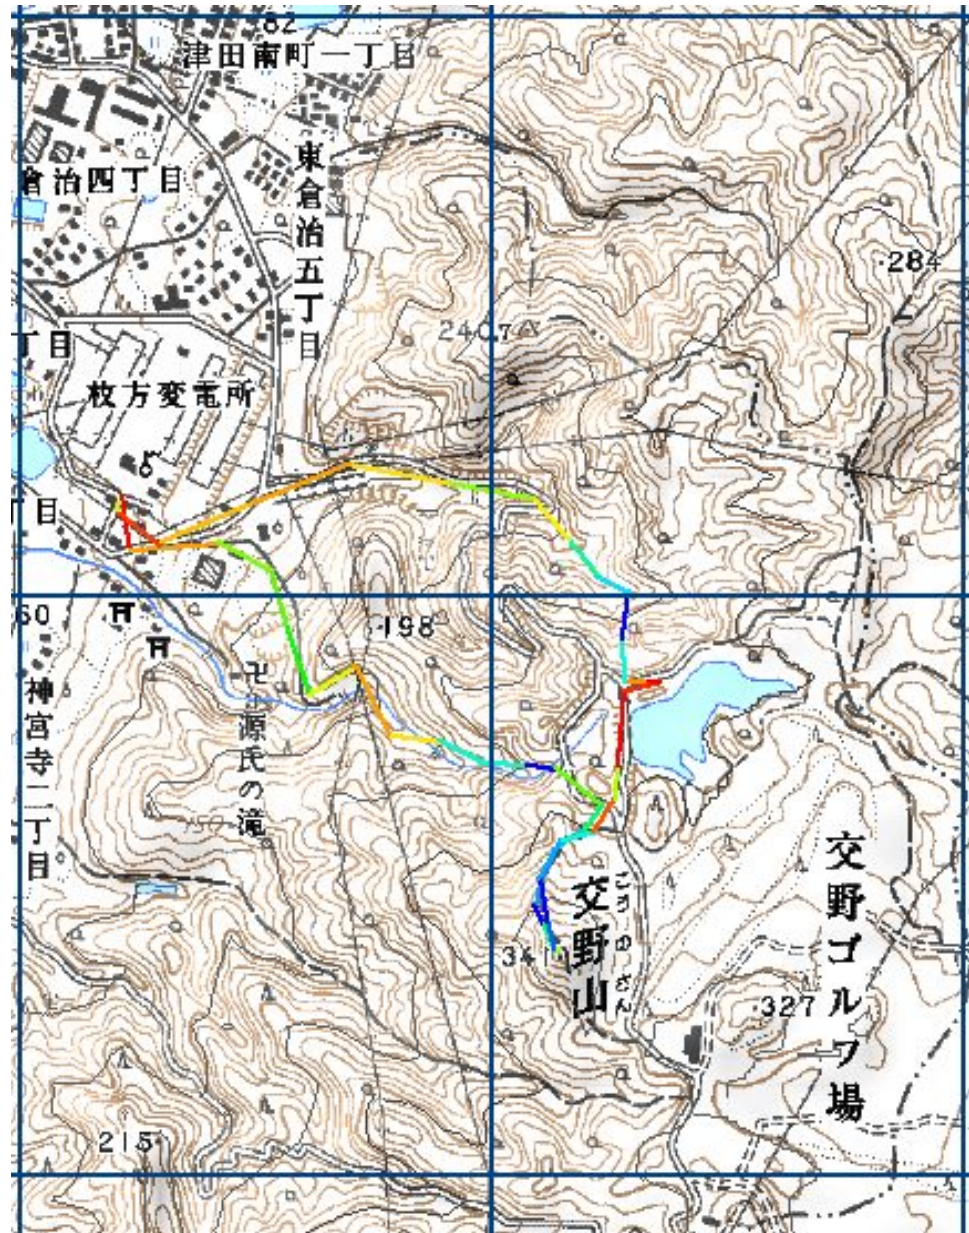 82
津田南町一丁目
倉治四丁目
東倉治五丁目
284
240.7
丁目
枚方変電所
目
60
198
神宮寺二丁目
源氏の滝
交野山
こうのさん
341
交野ゴルフ場
327
215